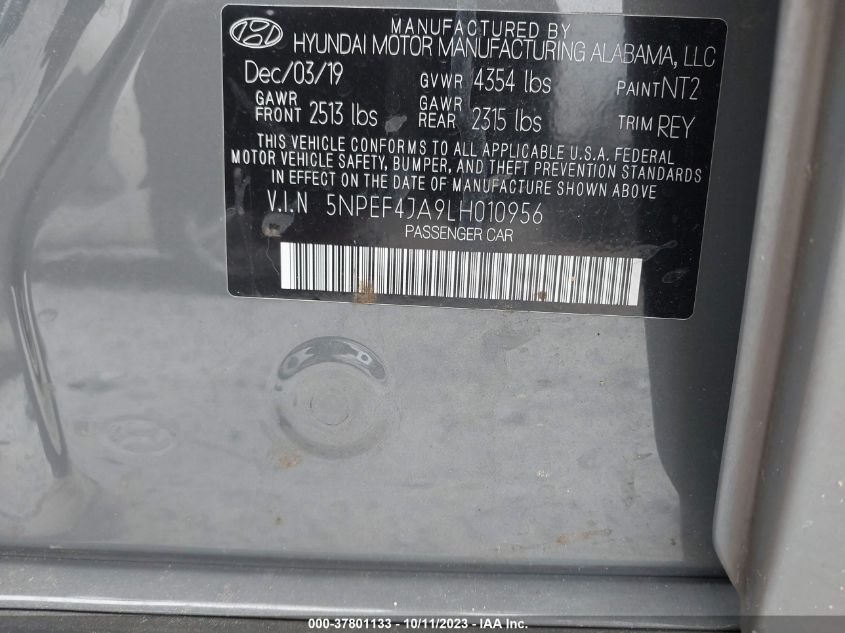 MANUFACTURED BY
HYUNDAI MOTOR MANUFACTURING ALABAMA, LLC
Dec/03/19 GVWR 4354 lbs PAINT NT2
GAWR FRONT 2513 lbs GAWR REAR 2315 lbs TRIM REY
THIS VEHICLE CONFORMS TO ALL APPLICABLE U.S.A. FEDERAL
MOTOR VEHICLE SAFETY, BUMPER, AND THEFT PREVENTION STANDARDS
IN EFFECT ON THE DATE OF MANUFACTURE SHOWN ABOVE
V.I.N 5NPEF4JA9LH010956
PASSENGER CAR
000-37801133 - 10/11/2023 - IAA Inc.